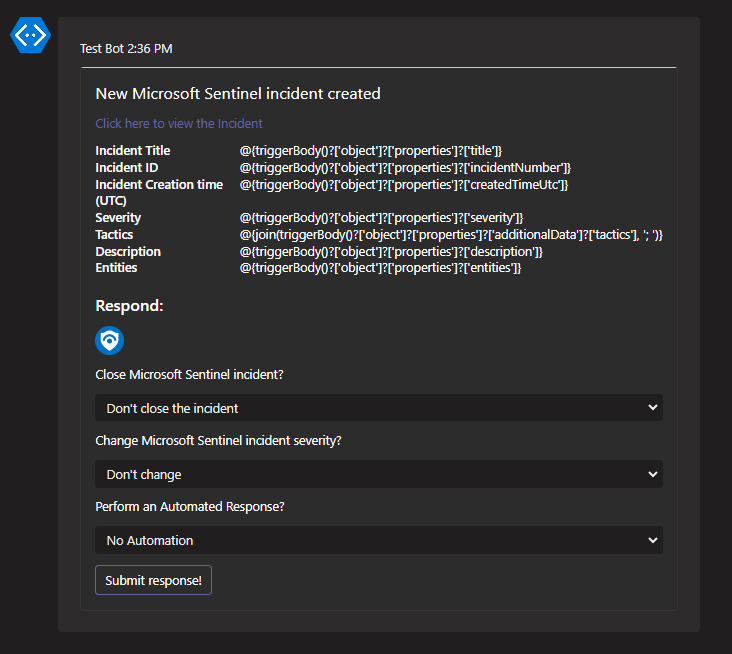 Test Bot 2:36 PM
New Microsoft Sentinel incident created
Click here to view the Incident
Incident Title @{triggerBody()?['object']?['properties']?['title']}
Incident ID @{triggerBody()?['object']?['properties']?['incidentNumber']}
Incident Creation time @{triggerBody()?['object']?['properties']?['createdTimeUtc']}
(UTC)
Severity @{triggerBody()?['object']?['properties']?['severity']}
Tactics @{join(triggerBody()?['object']?['properties']?['additionalData']?['tactics'], '; ')}
Description @{triggerBody()?['object']?['properties']?['description']}
Entities @{triggerBody()?['object']?['properties']?['entities']}
Respond:
Close Microsoft Sentinel incident?
Don't close the incident
Change Microsoft Sentinel incident severity?
Don't change
Perform an Automated Response?
No Automation
Submit response!